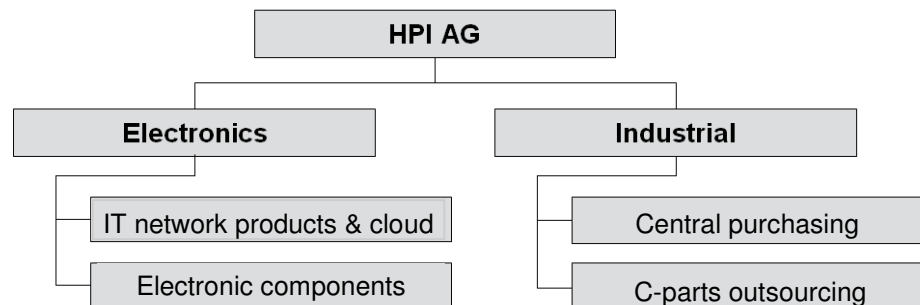 HPI AG
Electronics
Industrial
IT network products & cloud
Central purchasing
Electronic components
C-parts outsourcing